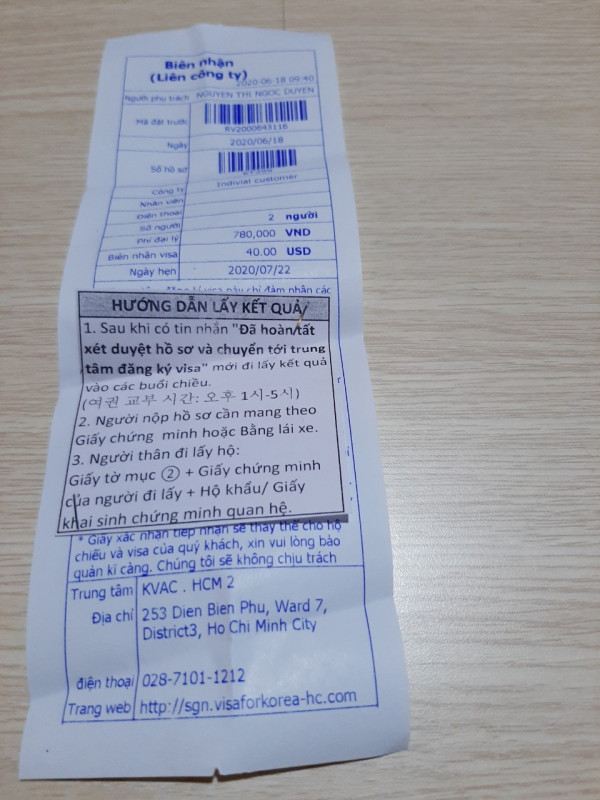 Biên nhận
(Liên công ty)
2020-06-18 09:40
Người phụ trách NGUYEN THI NGOC DUYEN
Mã đặt trước
RV2000643116
Ngày 2020/06/18
Số hồ sơ
Công ty Indivial customer
Nhân viên
Điện thoại
Số người 2 người
Phí đại lý 780,000 VND
Biên nhận visa 40.00 USD
Ngày hẹn 2020/07/22
HƯỚNG DẪN LẤY KẾT QUẢ
1. Sau khi có tin nhắn "Đã hoàn tất
xét duyệt hồ sơ và chuyển tới trung
tâm đăng ký visa" mới đi lấy kết quả
vào các buổi chiều.
(여권 교부 시간: 오후 1시-5시)
2. Người nộp hồ sơ cần mang theo
Giấy chứng minh hoặc Bằng lái xe.
3. Người thân đi lấy hộ:
Giấy tờ mục ② + Giấy chứng minh
của người đi lấy + Hộ khẩu/ Giấy
khai sinh chứng minh quan hệ.
* Giấy xác nhận tiếp nhận sẽ thay thế cho hộ
chiếu và visa của quý khách, xin vui lòng bảo
quản kĩ càng. Chúng tôi sẽ không chịu trách
Trung tâm KVAC . HCM 2
Địa chỉ 253 Dien Bien Phu, Ward 7,
District3, Ho Chi Minh City
điện thoại 028-7101-1212
Trang web http://sgn.visaforkorea-hc.com